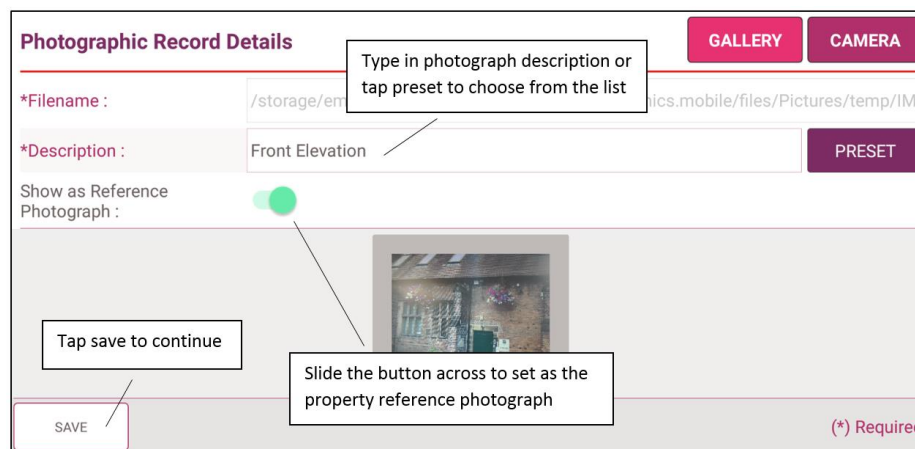 Photographic Record Details
GALLERY
CAMERA
Type in photograph description or
tap preset to choose from the list
*Filename :
/storage/em
nics.mobile/files/Pictures/temp/IM
*Description :
Front Elevation
PRESET
Show as Reference
Photograph :
Tap save to continue
Slide the button across to set as the
property reference photograph
SAVE
(*) Required